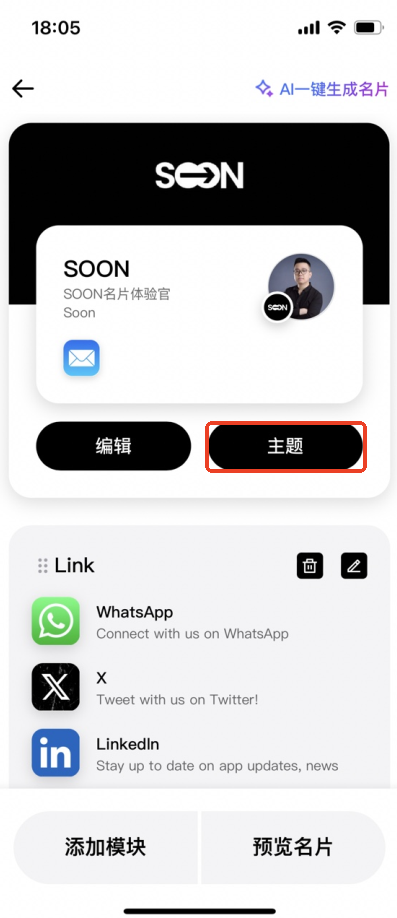 18:05
AI一键生成名片
SOON
SOON
SOON名片体验官
Soon
SOON
编辑
主题
Link
WhatsApp
Connect with us on WhatsApp
X
Tweet with us on Twitter!
in
LinkedIn
Stay up to date on app updates, news
添加模块
预览名片